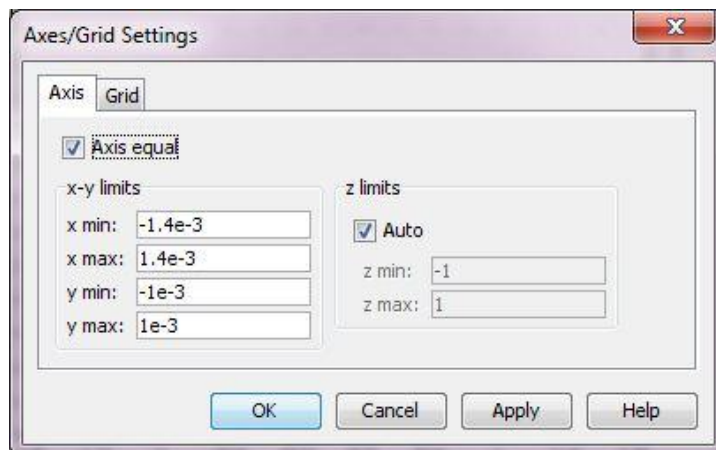 Axes/Grid Settings
x
Axis Grid
Axis equal
x-y limits
x min: -1.4e-3
x max: 1.4e-3
y min: -1e-3
y max: 1e-3
z limits
Auto
z min: -1
z max: 1
OK Cancel Apply Help